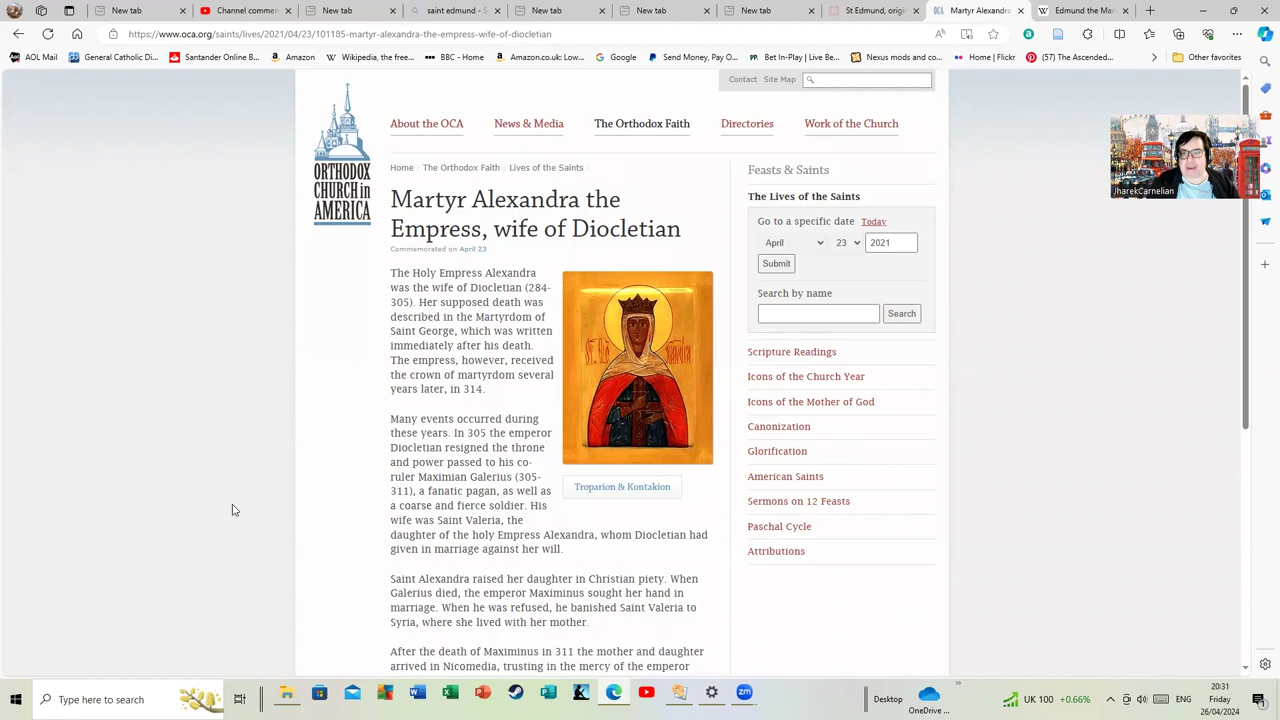 New tab
Channel comme
New tab
saint edmund - S
New tab
New tab
New tab
St Edmund, origi
Martyr Alexandra
Edmund the Mar
https://www.oca.org/saints/lives/2021/04/23/101185-martyr-alexandra-the-empress-wife-of-diocletian
AOL Mail
General Catholic Di...
Santander Online B...
Amazon
Wikipedia, the free...
BBC - Home
Amazon.co.uk: Low...
Google
Send Money, Pay O...
Bet In-Play | Live Be...
Nexus mods and co...
Home | Flickr
(17) The Ascended...
Other favorites
Contact Site Map
About the OCA
News & Media
The Orthodox Faith
Directories
Work of the Church
ORTHODOX
CHURCH in
AMERICA
Home / The Orthodox Faith / Lives of the Saints /
Martyr Alexandra the
Empress, wife of Diocletian
Commemorated on April 23
The Holy Empress Alexandra
was the wife of Diocletian (284-
305). Her supposed death was
described in the Martyrdom of
Saint George, which was written
immediately after his death.
The empress, however, received
the crown of martyrdom several
years later, in 314.
Many events occurred during
these years. In 305 the emperor
Diocletian resigned the throne
and power passed to his co-
ruler Maximian Galerius (305-
311), a fanatic pagan, as well as
a coarse and fierce soldier. His
wife was Saint Valeria, the
daughter of the holy Empress Alexandra, whom Diocletian had
given in marriage against her will.
Saint Alexandra raised her daughter in Christian piety. When
Galerius died, the emperor Maximinus sought her hand in
marriage. When he was refused, he banished Saint Valeria to
Syria, where she lived with her mother.
After the death of Maximinus in 311 the mother and daughter
arrived in Nicomedia, trusting in the mercy of the emperor
Troparion & Kontakion
Feasts & Saints
The Lives of the Saints
Go to a specific date Today
April 23 2021
Submit
Search by name
Search
Scripture Readings
Icons of the Church Year
Icons of the Mother of God
Canonization
Glorification
American Saints
Sermons on 12 Feasts
Paschal Cycle
Attributions
JharekCarnelian
Type here to search
Desktop
OneDrive ...
UK 100 +0.66%
ENG
20:31
Friday
26/04/2024